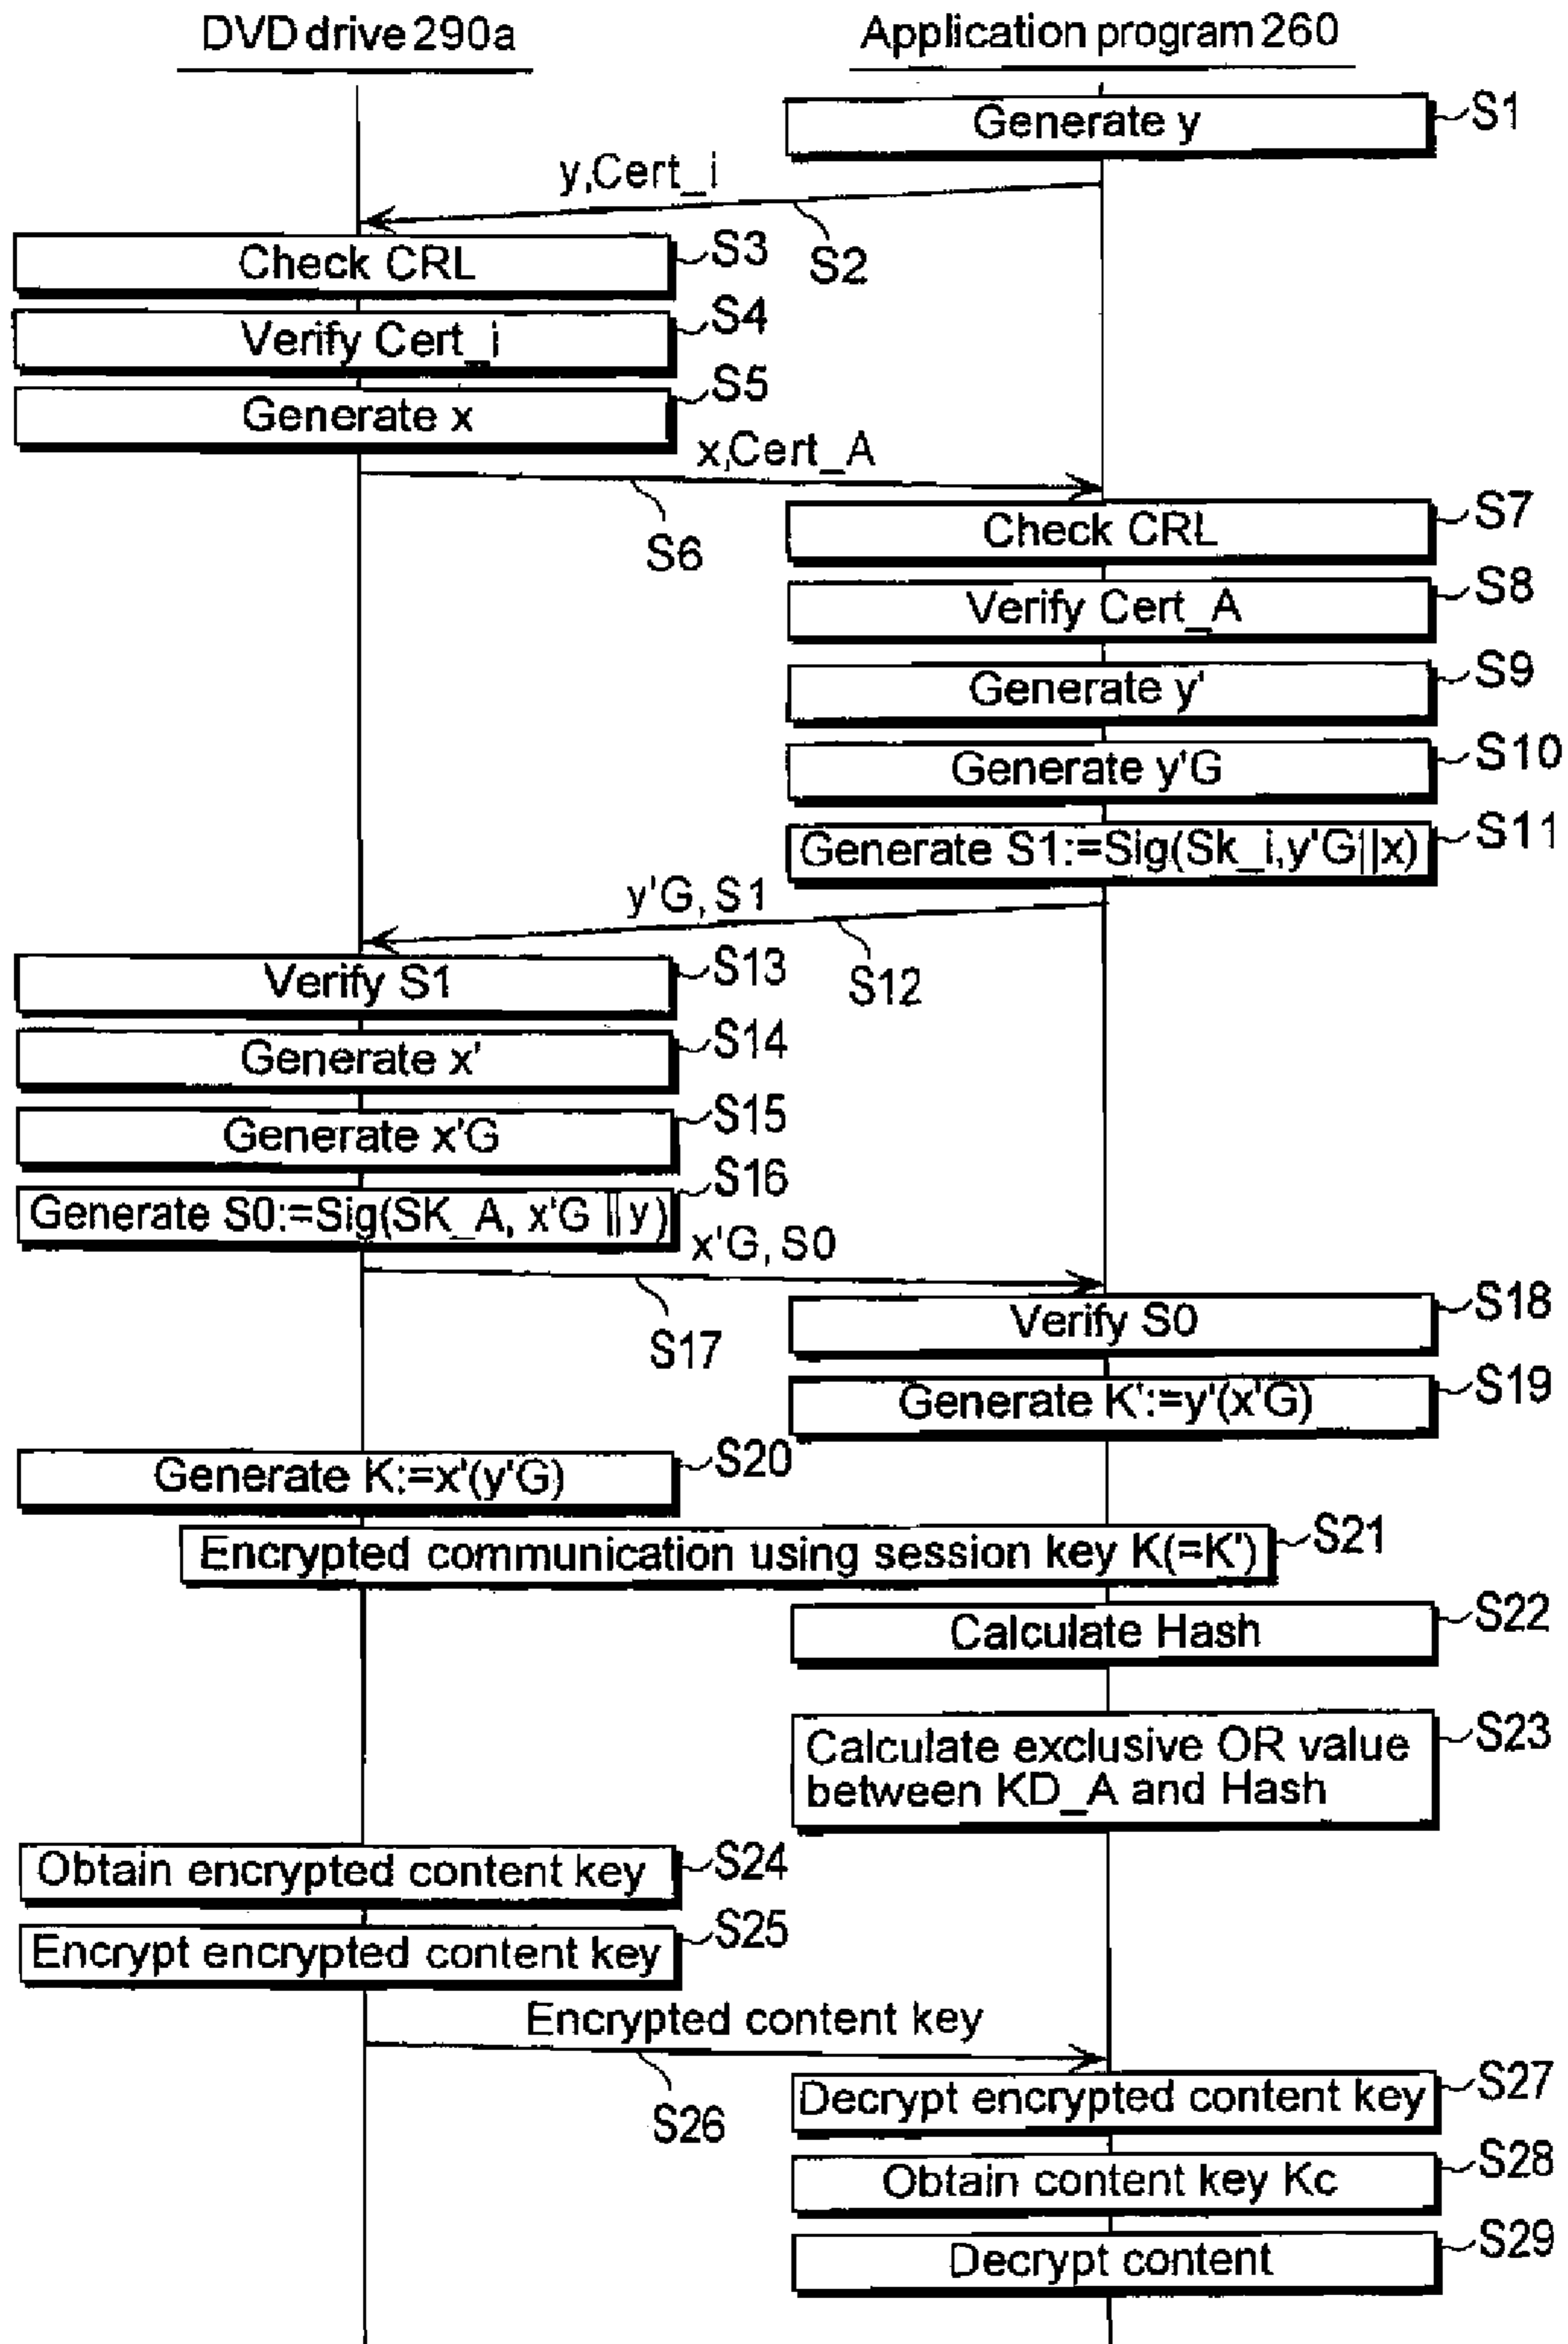 DVD drive 290a
Application program 260
Generate y
S1
y,Cert_i
S2
Check CRL
S3
Verify Cert_i
S4
Generate x
S5
x,Cert_A
S6
Check CRL
S7
Verify Cert_A
S8
Generate y'
S9
Generate y'G
S10
Generate S1:=Sig(Sk_i,y'G||x)
S11
y'G, S1
S12
Verify S1
S13
Generate x'
S14
Generate x'G
S15
Generate S0:=Sig(SK_A, x'G || y)
S16
x'G, S0
S17
Verify S0
S18
Generate K':=y'(x'G)
S19
Generate K:=x'(y'G)
S20
Encrypted communication using session key K(=K')
S21
Calculate Hash
S22
Calculate exclusive OR value
between KD_A and Hash
S23
Obtain encrypted content key
S24
Encrypt encrypted content key
S25
Encrypted content key
S26
Decrypt encrypted content key
S27
Obtain content key Kc
S28
Decrypt content
S29